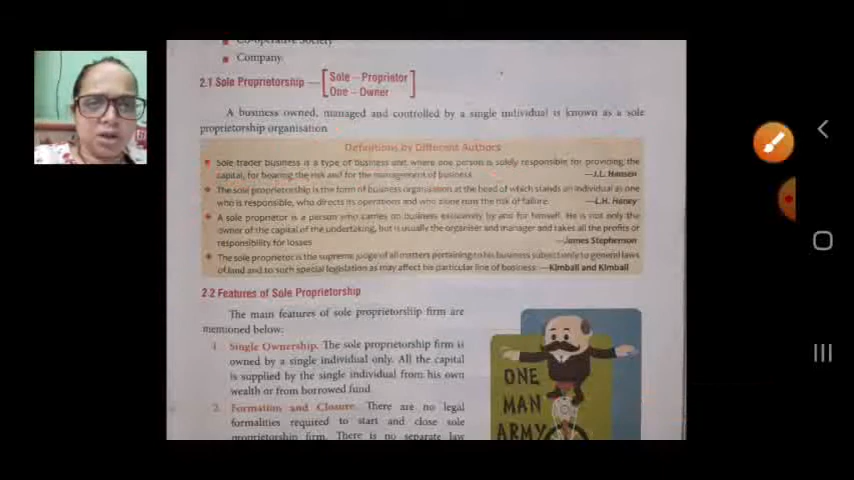 Co-operative Society
Company
2.1 Sole Proprietorship — [Sole – Proprietor
One – Owner]
A business owned, managed and controlled by a single individual is known as a sole
proprietorship organisation
Definitions by Different Authors
Sole trader business is a type of business unit where one person is solely responsible for providing the
capital, for bearing the risk and for the management of business. —J.L. Hansen
The soul proprietorship is the form of business organisation at the head of which stands an individual as one
who is responsible, who directs its operations and who alone runs the risk of failure. —L.H. Haney
A sole proprietor is a person who carries on business exclusively by and for himself. He is not only the
owner of the capital of the undertaking, but is usually the organiser and manager and takes all the profits or
responsibility for losses —James Stephenson
The sole proprietor is the supreme judge of all matters pertaining to his business subject only to general laws
of land and to such special legislation as may affect his particular line of business. —Kimball and Kimball
2.2 Features of Sole Proprietorship
The main features of sole proprietorship firm are
mentioned below:
1. Single Ownership. The sole proprietorship firm is
owned by a single individual only. All the capital
is supplied by the single individual from his own
wealth or from borrowed fund.
2. Formation and Closure. There are no legal
formalities required to start and close sole
proprietorship firm. There is no separate law
ONE
MAN
ARMY